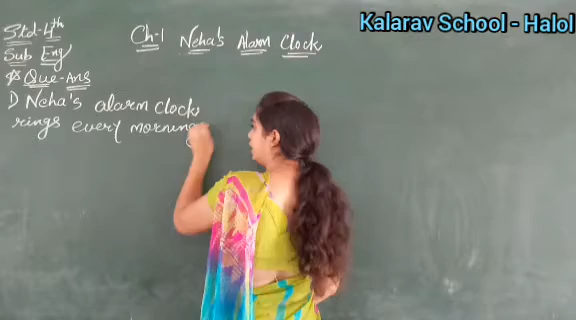 Kalarav School - Halol
Std-4th
Ch-1 Neha's Alarm Clock
Sub Eng
* Que-Ans
1) Neha's alarm clock
rings every morning